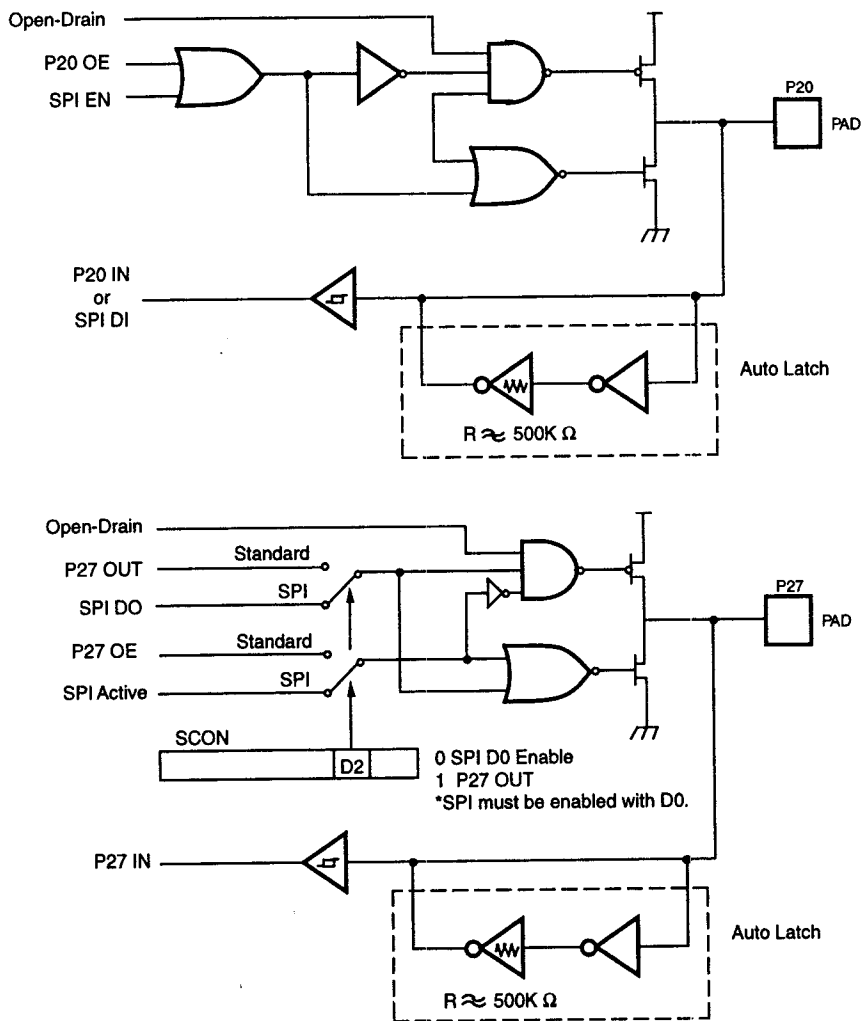 Open-Drain
P20 OE
SPI EN
P20
PAD
P20 IN
or
SPI DI
Auto Latch
R ≈ 500K Ω
Open-Drain
P27 OUT
Standard
SPI
SPI DO
P27 OE
Standard
SPI
SPI Active
P27
PAD
SCON
D2
0 SPI D0 Enable
1 P27 OUT
*SPI must be enabled with D0.
P27 IN
Auto Latch
R ≈ 500K Ω